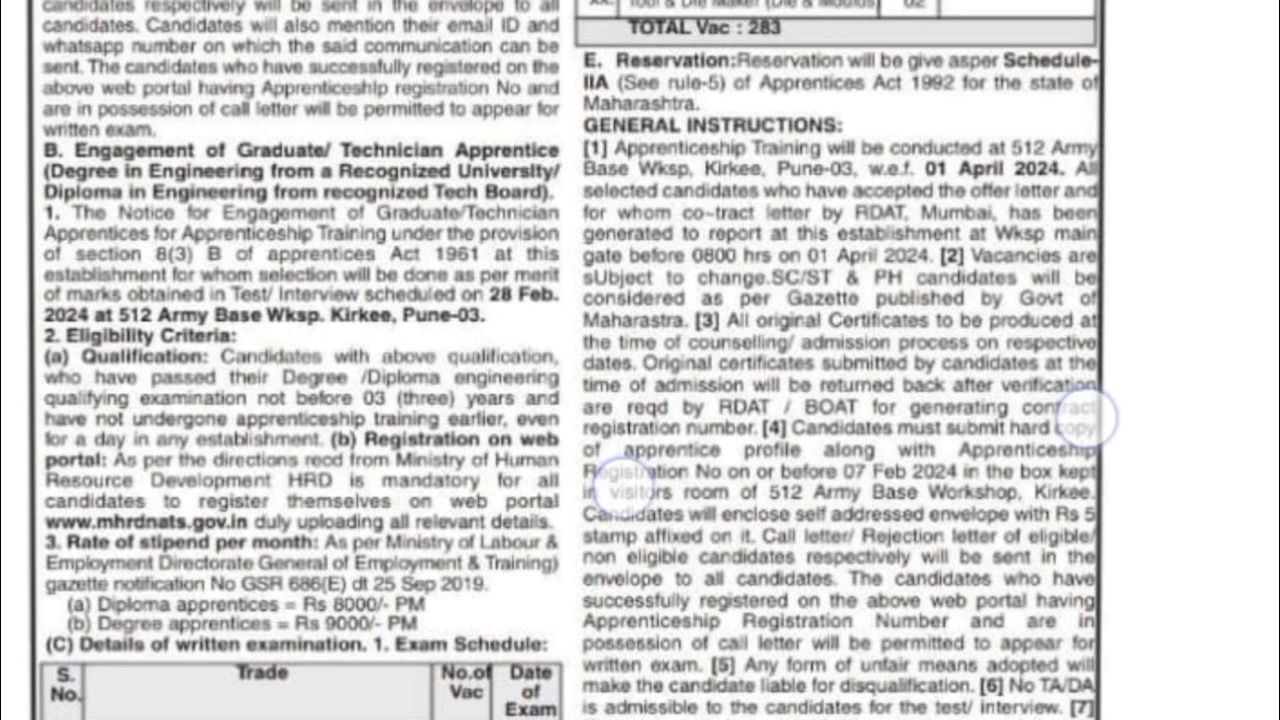 candidates respectively will be sent in the envelope to all
candidates. Candidates will also mention their email ID and
whatsapp number on which the said communication can be
sent. The candidates who have successfully registered on the
above web portal having Apprenticeship registration No and
are in possession of call letter will be permitted to appear for
written exam.
B. Engagement of Graduate/ Technician Apprentice
(Degree in Engineering from a Recognized University/
Diploma in Engineering from recognized Tech Board).
1. The Notice for Engagement of Graduate/Technician
Apprentices for Apprenticeship Training under the provision
of section 8(3) B of apprentices Act 1961 at this
establishment for whom selection will be done as per merit
of marks obtained in Test/ Interview scheduled on 28 Feb.
2024 at 512 Army Base Wksp. Kirkee, Pune-03.
2. Eligibility Criteria:
(a) Qualification: Candidates with above qualification,
who have passed their Degree /Diploma engineering
qualifying examination not before 03 (three) years and
have not undergone apprenticeship training earlier, even
for a day in any establishment. (b) Registration on web
portal: As per the directions recd from Ministry of Human
Resource Development HRD is mandatory for all
candidates to register themselves on web portal
www.mhrdnats.gov.in duly uploading all relevant details.
3. Rate of stipend per month: As per Ministry of Labour &
Employment Directorate General of Employment & Training)
gazette notification No GSR 686(E) dt 25 Sep 2019.
(a) Diploma apprentices = Rs 8000/- PM
(b) Degree apprentices = Rs 9000/- PM
(C) Details of written examination. 1. Exam Schedule:
S. No. Trade No.of Vac Date of Exam
xx. Tool & Die Maker (Die & Moulds 02
TOTAL Vac : 283
E. Reservation:Reservation will be give asper Schedule-
IIA (See rule-5) of Apprentices Act 1992 for the state of
Maharashtra.
GENERAL INSTRUCTIONS:
[1] Apprenticeship Training will be conducted at 512 Army
Base Wksp, Kirkee, Pune-03, w.e.f. 01 April 2024. All
selected candidates who have accepted the offer letter and
for whom co-tract letter by RDAT, Mumbai, has been
generated to report at this establishment at Wksp main
gate before 0800 hrs on 01 April 2024. [2] Vacancies are
sUbject to change.SC/ST & PH candidates will be
considered as per Gazette published by Govt of
Maharastra. [3] All original Certificates to be produced at
the time of counselling/ admission process on respective
dates. Original certificates submitted by candidates at the
time of admission will be returned back after verification
are reqd by RDAT / BOAT for generating contract
registration number. [4] Candidates must submit hard copy
of apprentice profile along with Apprenticeship
Registration No on or before 07 Feb 2024 in the box kept
in visitors room of 512 Army Base Workshop, Kirkee.
Candidates will enclose self addressed envelope with Rs 5
stamp affixed on it. Call letter/ Rejection letter of eligible/
non eligible candidates respectively will be sent in the
envelope to all candidates. The candidates who have
successfully registered on the above web portal having
Apprenticeship Registration Number and are in
possession of call letter will be permitted to appear for
written exam. [5] Any form of unfair means adopted will
make the candidate liable for disqualification. [6] No TA/DA
is admissible to the candidates for the test/ interview. [7]